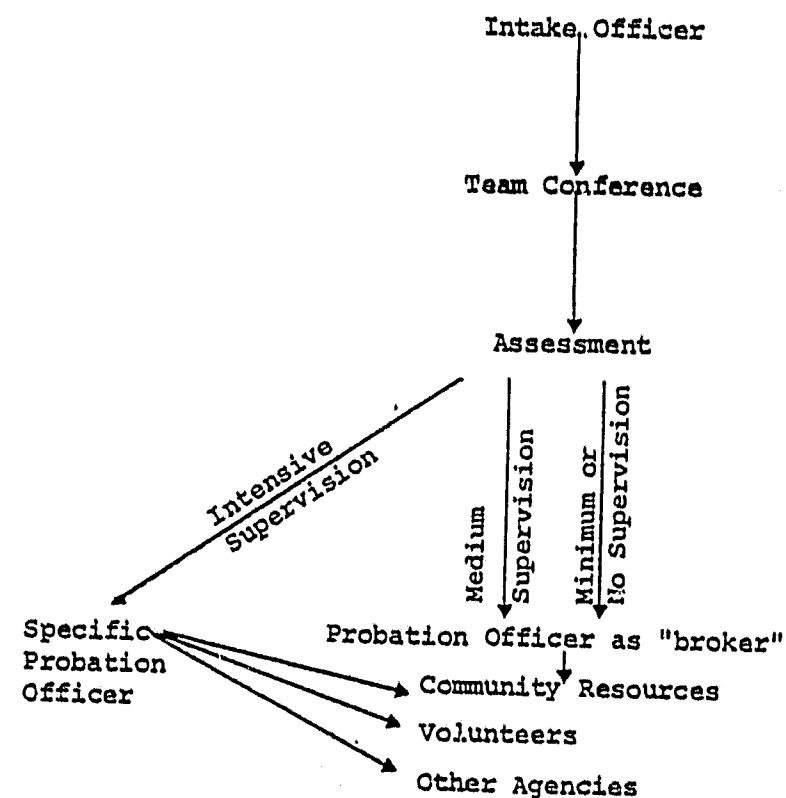 Intake Officer
Team Conference
Assessment
Intensive
Supervision
Medium
Supervision
Minimum or
No Supervision
Specific
Probation
Officer
Probation Officer as "broker"
Community Resources
Volunteers
Other Agencies